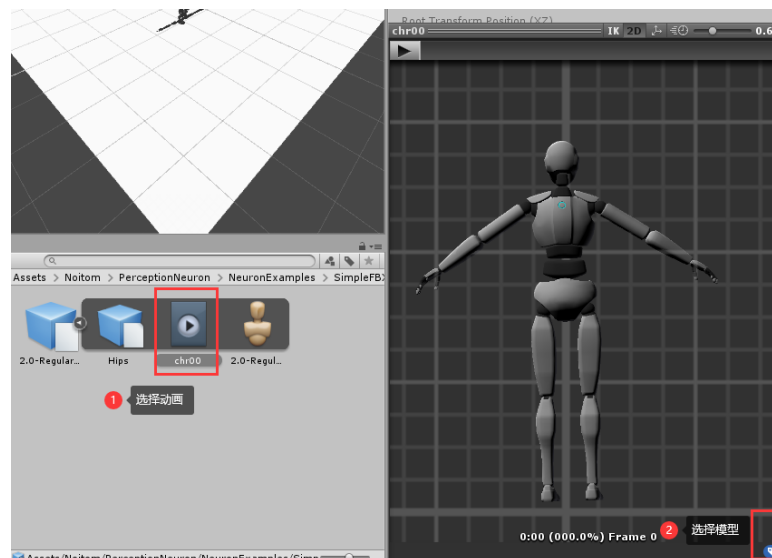 Root Transform Position (XZ)
chr00
IK 2D
0.6
Assets > Noitom > PerceptionNeuron > NeuronExamples > SimpleFBX
2.0-Regular...
Hips
chr00
2.0-Regul...
1 选择动画
0:00 (000.0%) Frame 0
2 选择模型
Assets/Noitom/PerceptionNeuron/NeuronExamples/Simp